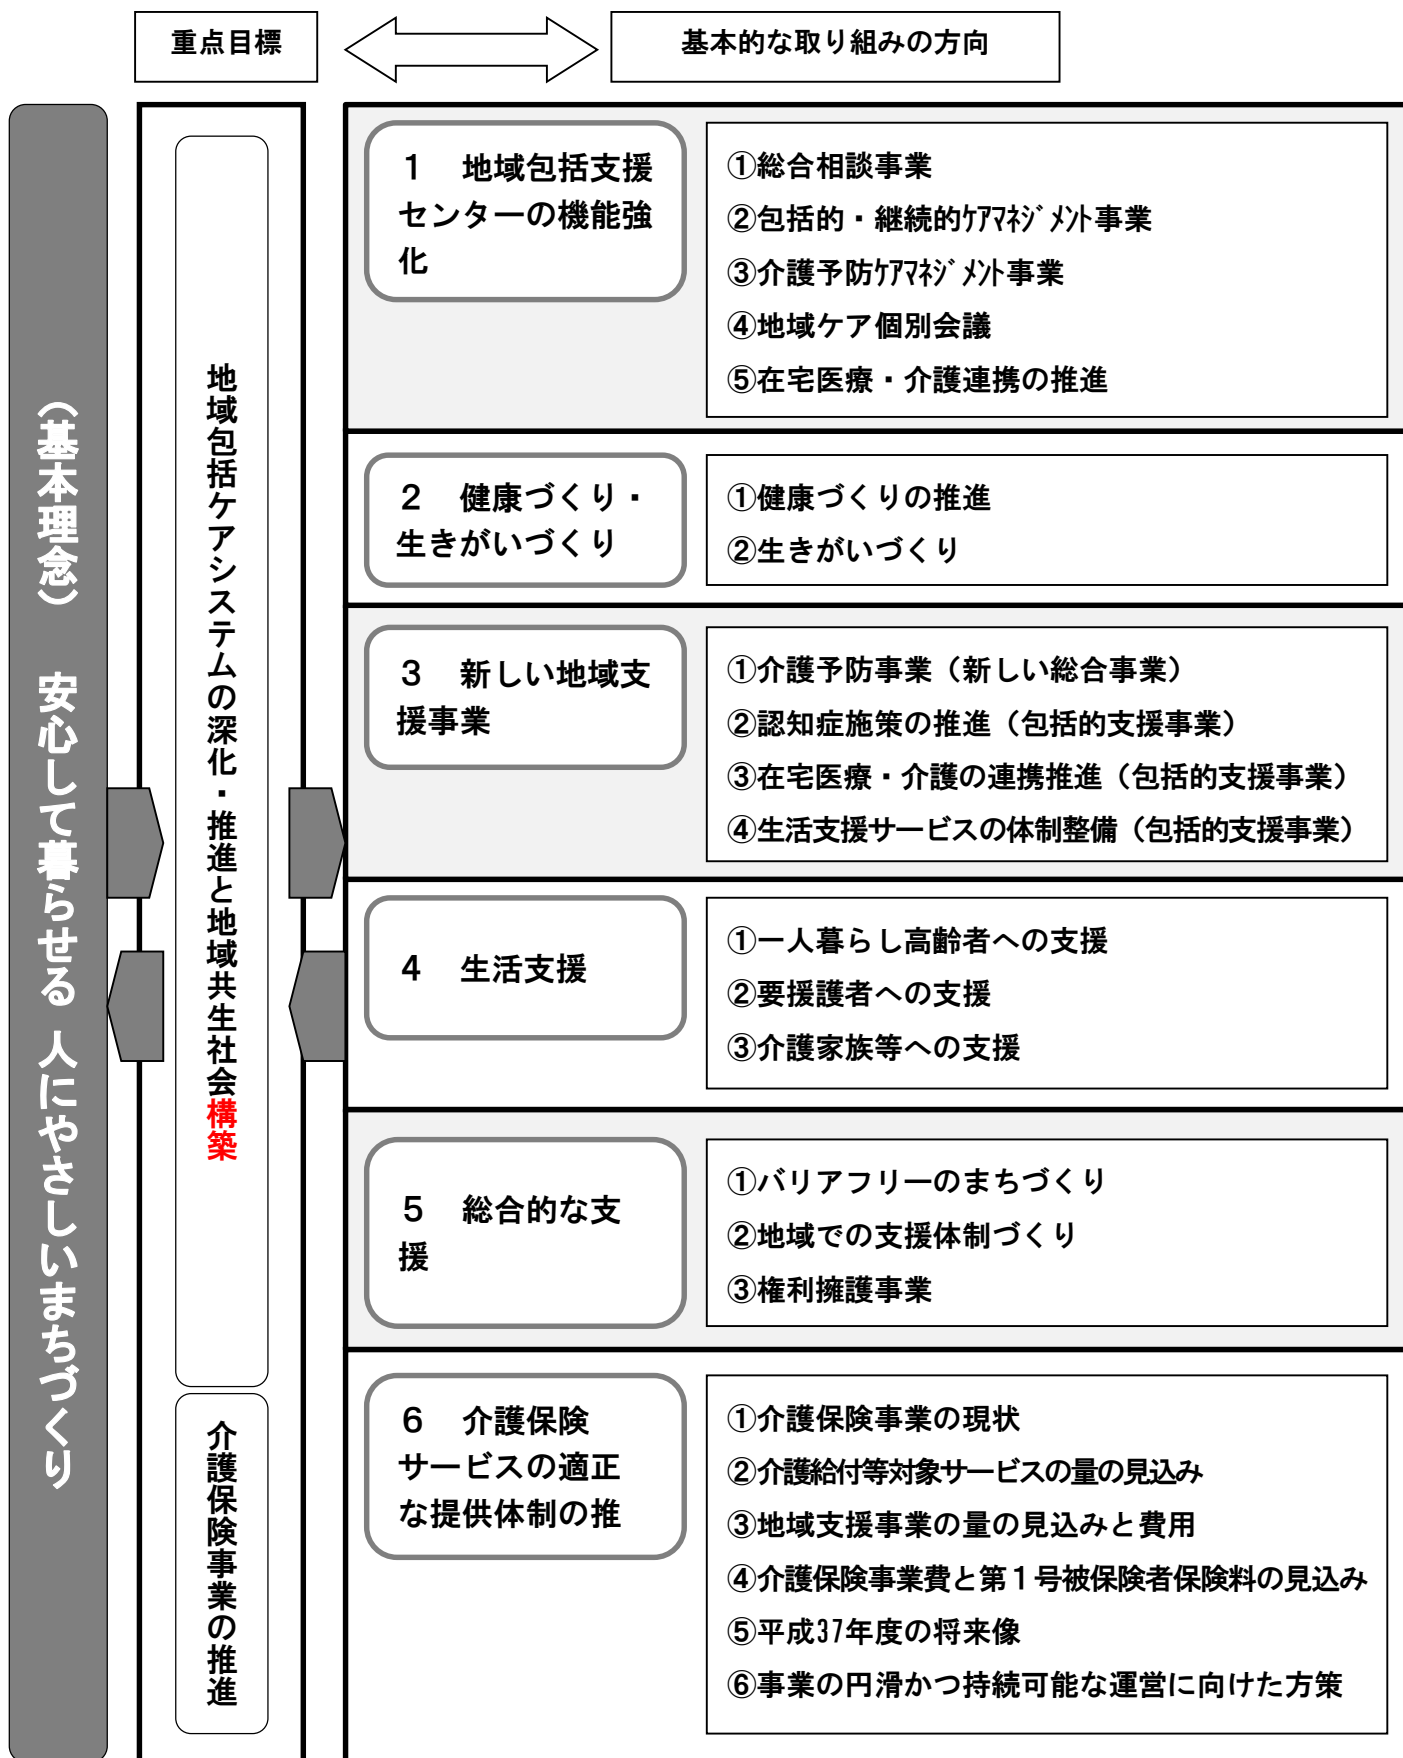 重点目標
基本的な取り組みの方向
(基本理念) 安心して暮らせる 人にやさしいまちづくり
地域包括ケアシステムの深化・推進と地域共生社会構築
介護保険事業の推進
1 地域包括支援
センターの機能強
化
①総合相談事業
②包括的・継続的ｹｱﾏﾈｼﾞﾒﾝﾄ事業
③介護予防ｹｱﾏﾈｼﾞﾒﾝﾄ事業
④地域ケア個別会議
⑤在宅医療・介護連携の推進
2 健康づくり・
生きがいづくり
①健康づくりの推進
②生きがいづくり
3 新しい地域支
援事業
①介護予防事業（新しい総合事業）
②認知症施策の推進（包括的支援事業）
③在宅医療・介護の連携推進（包括的支援事業）
④生活支援サービスの体制整備（包括的支援事業）
4 生活支援
①一人暮らし高齢者への支援
②要援護者への支援
③介護家族等への支援
5 総合的な支
援
①バリアフリーのまちづくり
②地域での支援体制づくり
③権利擁護事業
6 介護保険
サービスの適正
な提供体制の推
①介護保険事業の現状
②介護給付等対象サービスの量の見込み
③地域支援事業の量の見込みと費用
④介護保険事業費と第１号被保険者保険料の見込み
⑤平成37年度の将来像
⑥事業の円滑かつ持続可能な運営に向けた方策